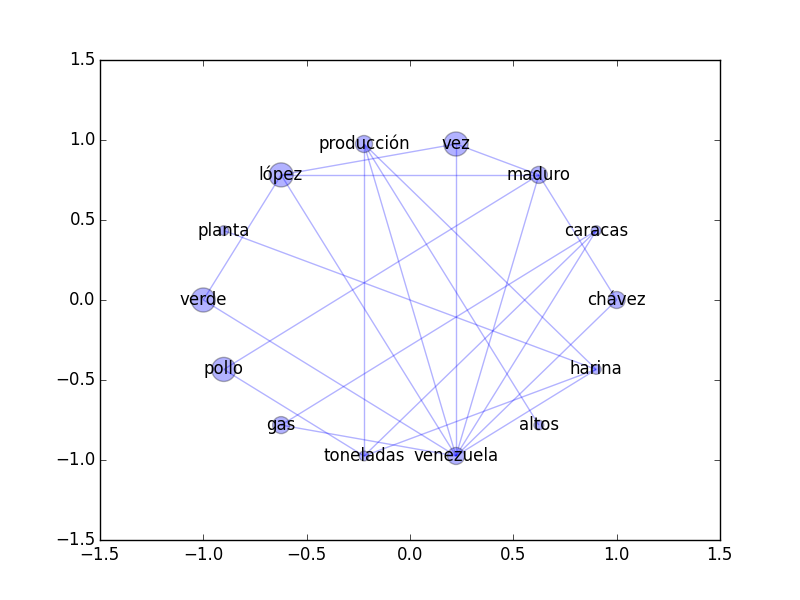 1.5
1.0
0.5
0.0
−0.5
−1.0
−1.5
producción vez
lópez maduro
planta caracas
verde chávez
pollo harina
gas altos
toneladas venezuela
−1.5 −1.0 −0.5 0.0 0.5 1.0 1.5